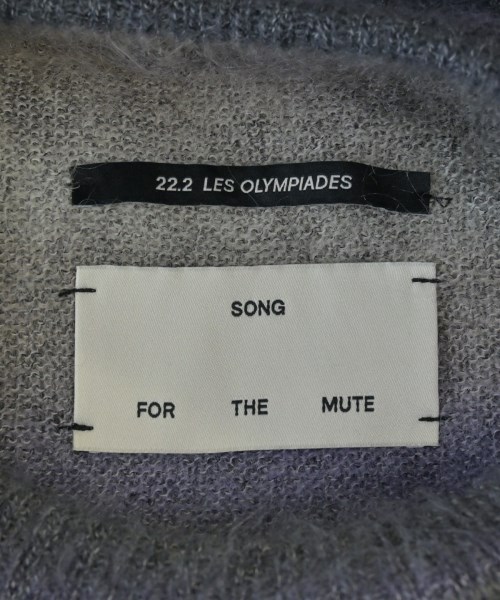 22.2 LES OLYMPIADES
SONG
FOR THE MUTE